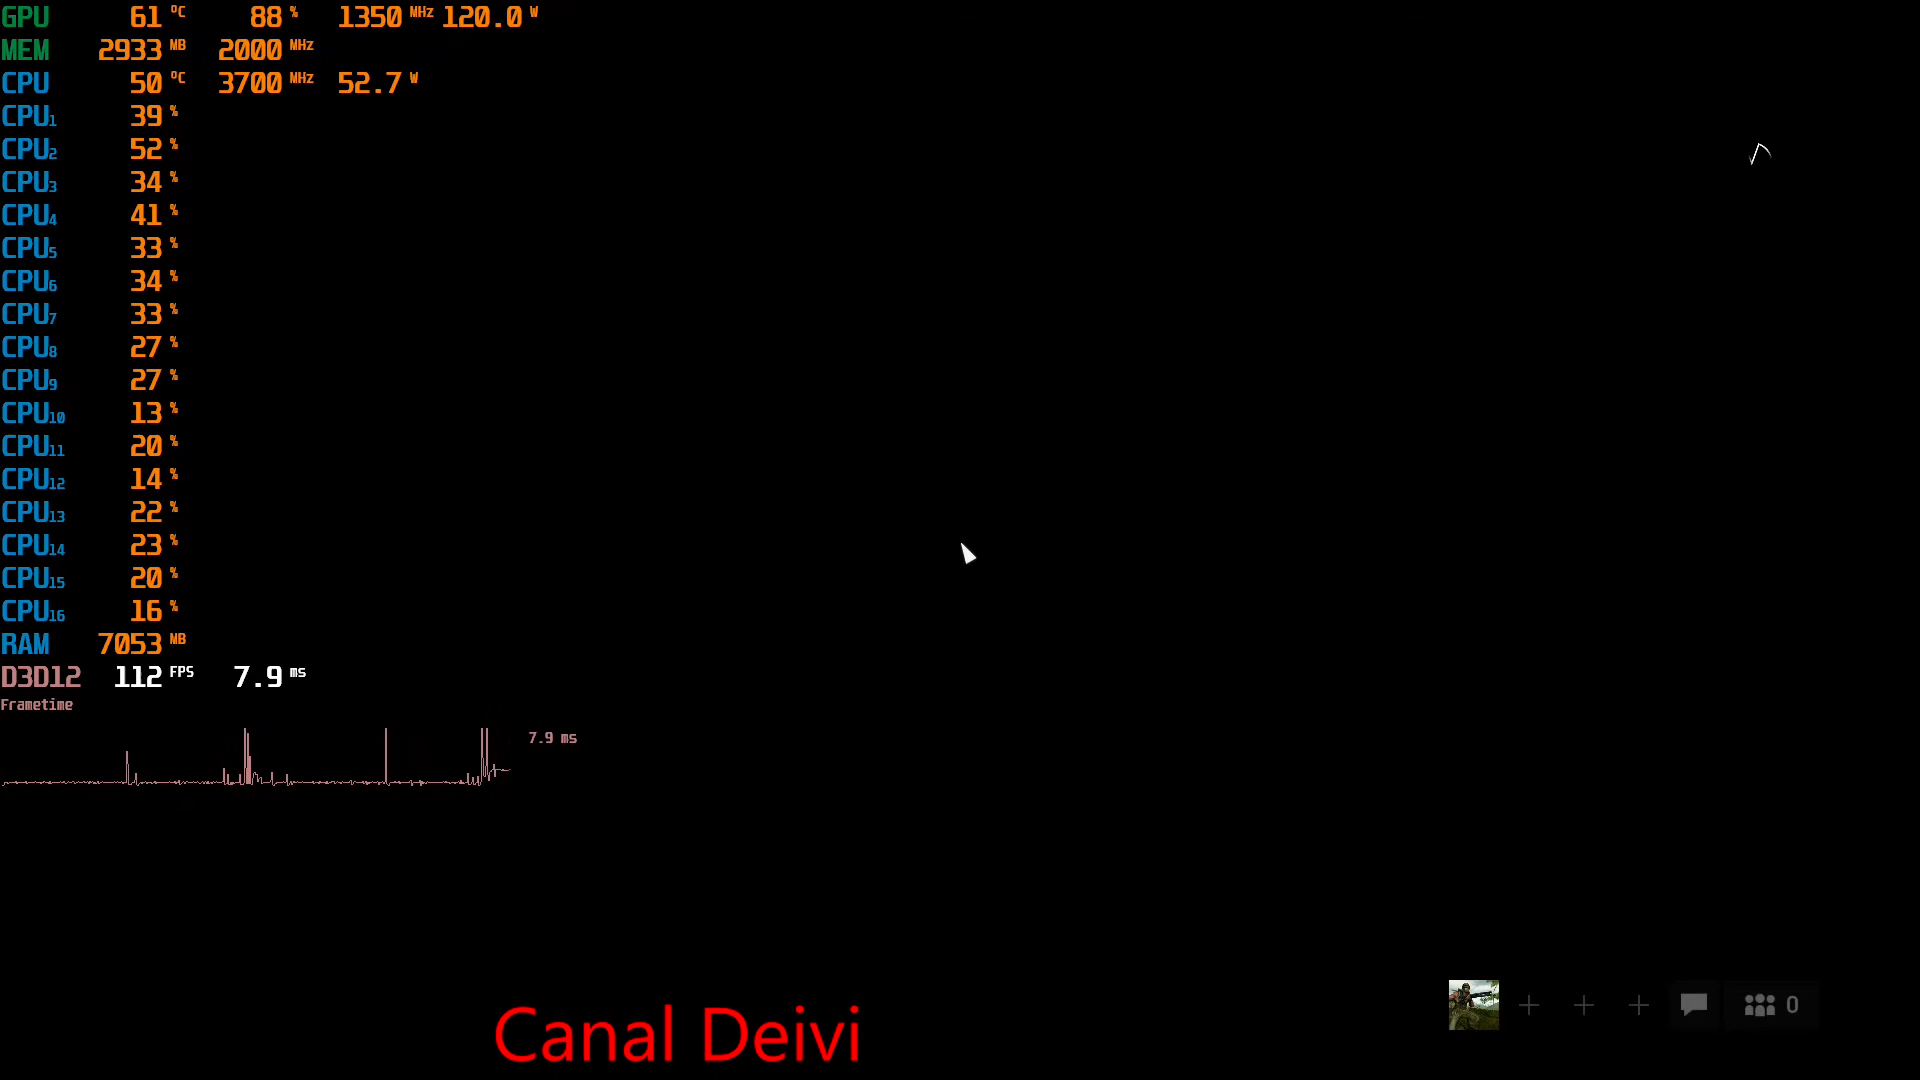 GPU 61 °C 88 % 1350 MHz 120.0 W
MEM 2933 MB 2000 MHz
CPU 50 °C 3700 MHz 52.7 W
CPU1 39 %
CPU2 52 %
CPU3 34 %
CPU4 41 %
CPU5 33 %
CPU6 34 %
CPU7 33 %
CPU8 27 %
CPU9 27 %
CPU10 13 %
CPU11 20 %
CPU12 14 %
CPU13 22 %
CPU14 23 %
CPU15 20 %
CPU16 16 %
RAM 7053 MB
D3D12 112 FPS 7.9 ms
Frametime
7.9 ms
0
Canal Deivi